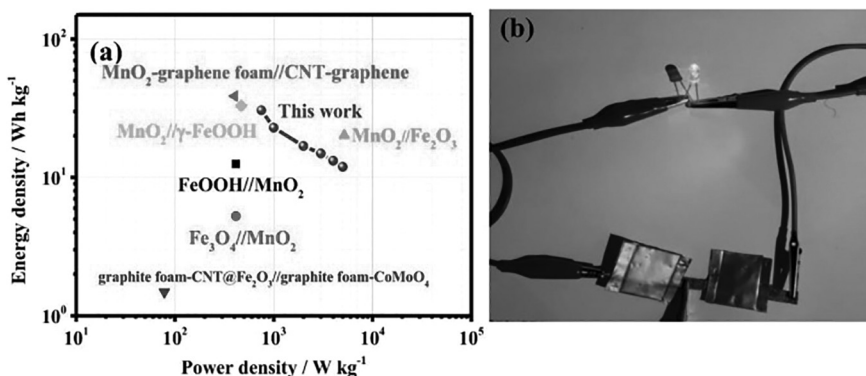 (a)
MnO₂-graphene foam//CNT-graphene
This work
MnO₂//γ-FeOOH
MnO₂//Fe₂O₃
FeOOH//MnO₂
Fe₃O₄//MnO₂
graphite foam-CNT@Fe₂O₃//graphite foam-CoMoO₄
Energy density / Wh kg⁻¹
10²
10¹
10⁰
10¹ 10² 10³ 10⁴ 10⁵
Power density / W kg⁻¹
(b)